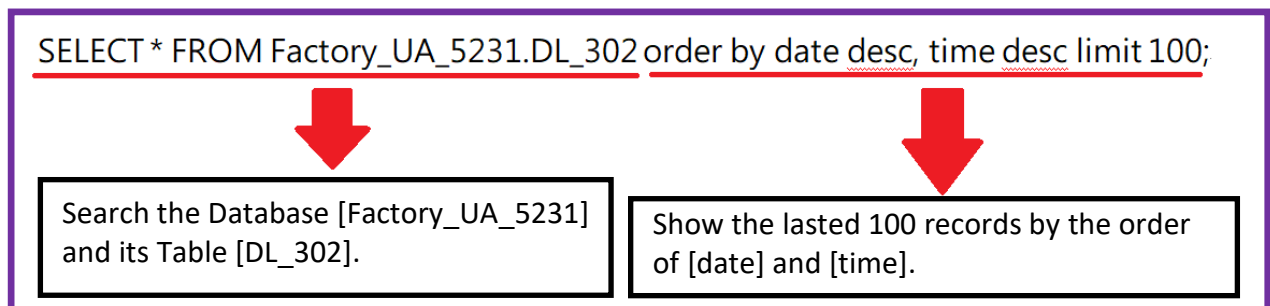 SELECT * FROM Factory_UA_5231.DL_302 order by date desc, time desc limit 100;
Search the Database [Factory_UA_5231]
and its Table [DL_302].
Show the lasted 100 records by the order
of [date] and [time].